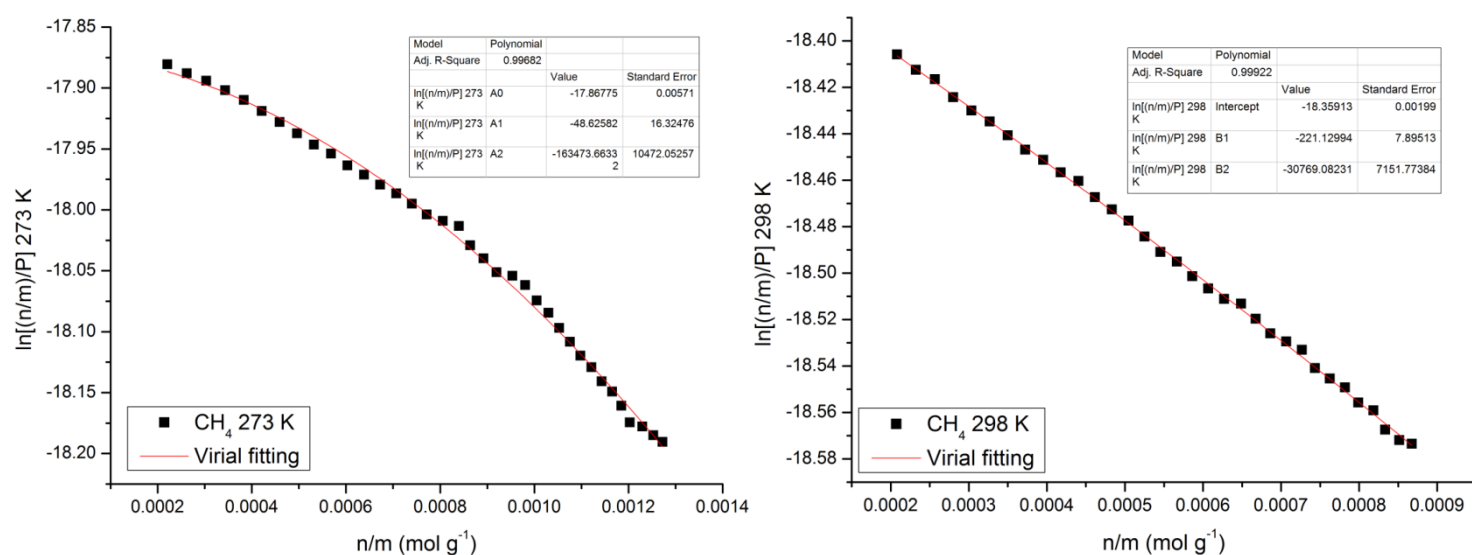 ln[(n/m)/P] 273 K
-17.85
-17.90
-17.95
-18.00
-18.05
-18.10
-18.15
-18.20
Model Polynomial
Adj. R-Square 0.99682
Value Standard Error
ln[(n/m)/P] 273 K A0 -17.86775 0.00571
ln[(n/m)/P] 273 K A1 -48.62582 16.32476
ln[(n/m)/P] 273 K A2 -163473.66332 10472.05257
CH4 273 K
Virial fitting
0.0002 0.0004 0.0006 0.0008 0.0010 0.0012 0.0014
n/m (mol g-1)
ln[(n/m)/P] 298 K
-18.40
-18.42
-18.44
-18.46
-18.48
-18.50
-18.52
-18.54
-18.56
-18.58
Model Polynomial
Adj. R-Square 0.99922
Value Standard Error
ln[(n/m)/P] 298 K Intercept -18.35913 0.00199
ln[(n/m)/P] 298 K B1 -221.12994 7.89513
ln[(n/m)/P] 298 K B2 -30769.08231 7151.77384
CH4 298 K
Virial fitting
0.0002 0.0003 0.0004 0.0005 0.0006 0.0007 0.0008 0.0009
n/m (mol g-1)